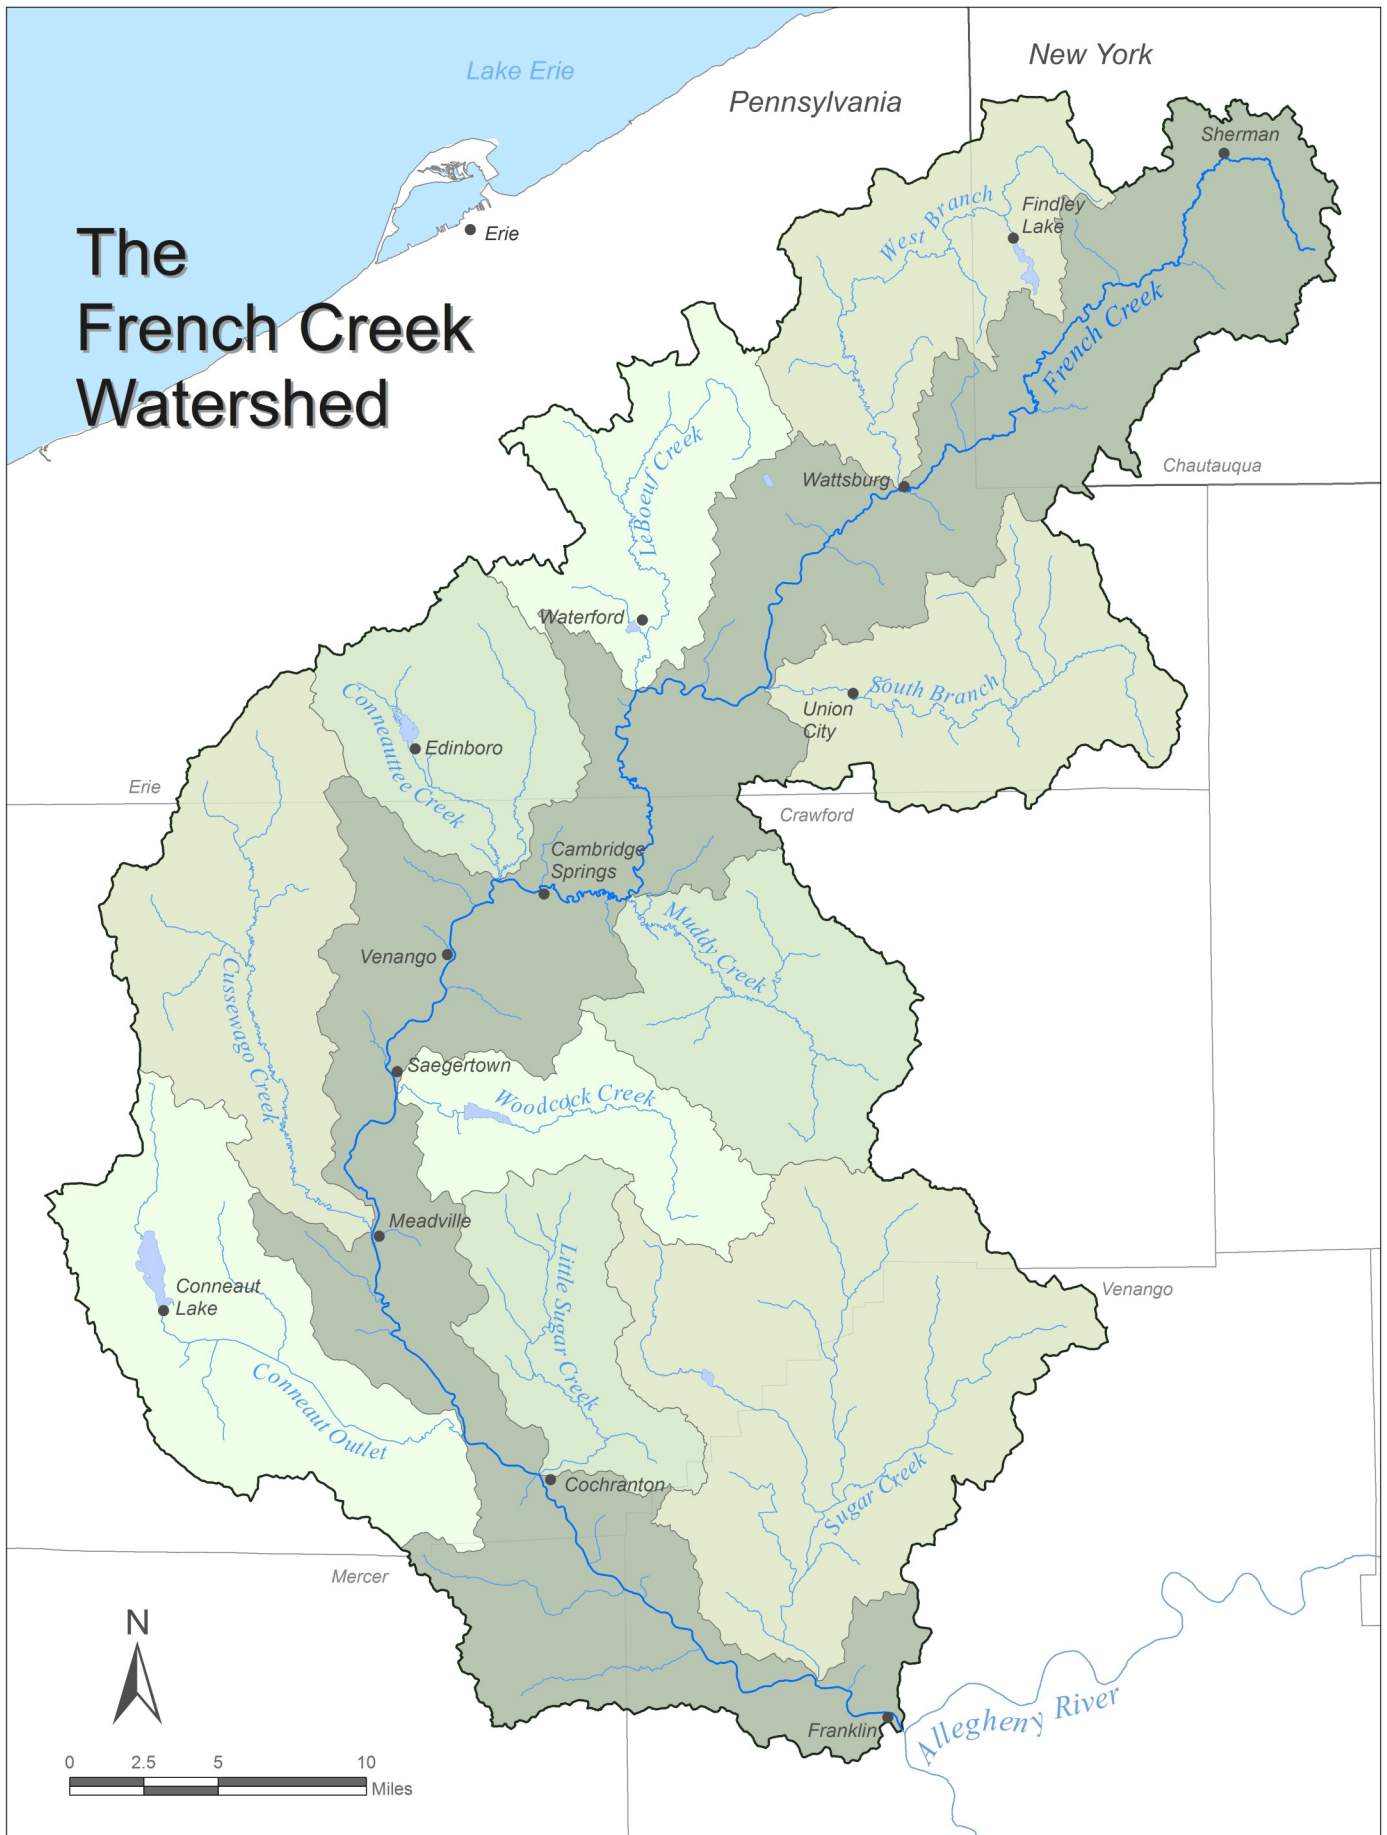 Lake Erie
New York
Pennsylvania
Sherman
Findley
Lake
West Branch
Erie
The
French Creek
Watershed
French Creek
LeBoeuf Creek
Chautauqua
Wattsburg
Waterford
South Branch
Union
City
Conneauttee Creek
Edinboro
Erie
Crawford
Cambridge
Springs
Muddy Creek
Venango
Cussewago Creek
Saegertown
Woodcock Creek
Meadville
Little Sugar Creek
Conneaut
Lake
Venango
Conneaut Outlet
Sugar Creek
Cochranton
Mercer
N
Allegheny River
Franklin
0 2.5 5 10
Miles